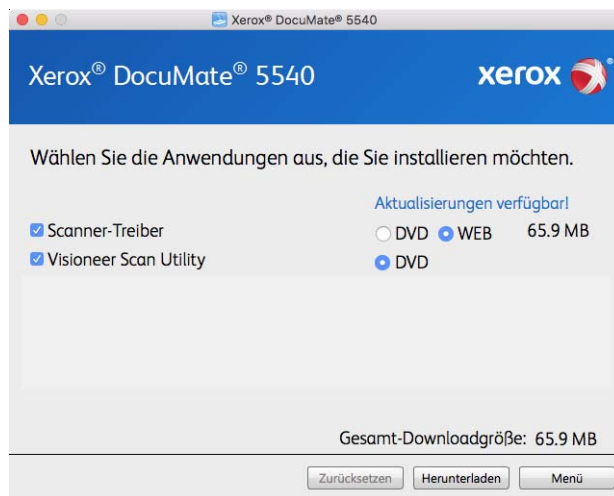 Xerox® DocuMate® 5540
Xerox® DocuMate® 5540
xerox®
Wählen Sie die Anwendungen aus, die Sie installieren möchten.
Aktualisierungen verfügbar!
Scanner-Treiber DVD WEB 65.9 MB
Visioneer Scan Utility DVD
Gesamt-Downloadgröße: 65.9 MB
Zurücksetzen Herunterladen Menü